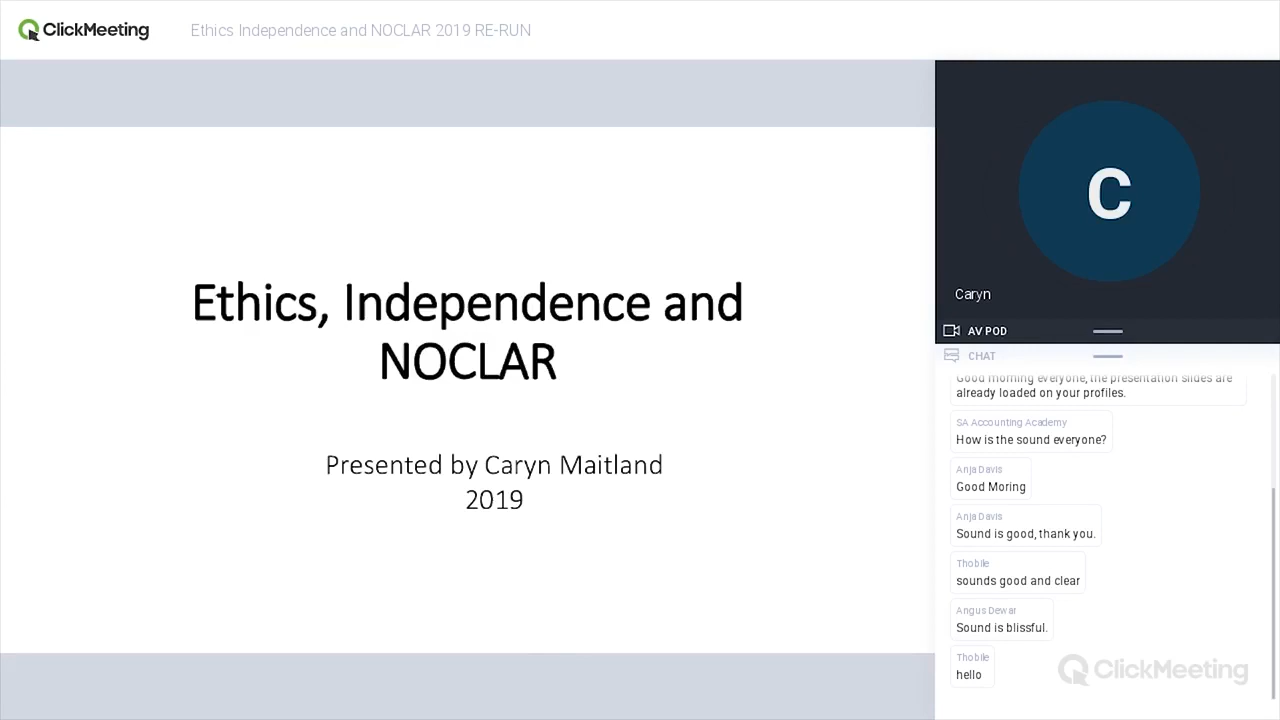 ClickMeeting
Ethics Independence and NOCLAR 2019 RE-RUN
Ethics, Independence and
NOCLAR
Presented by Caryn Maitland
2019
C
Caryn
AV POD
CHAT
Good morning everyone, the presentation slides are
already loaded on your profiles.
SA Accounting Academy
How is the sound everyone?
Anja Davis
Good Moring
Anja Davis
Sound is good, thank you.
Thobile
sounds good and clear
Angus Dewar
Sound is blissful.
Thobile
hello
ClickMeeting